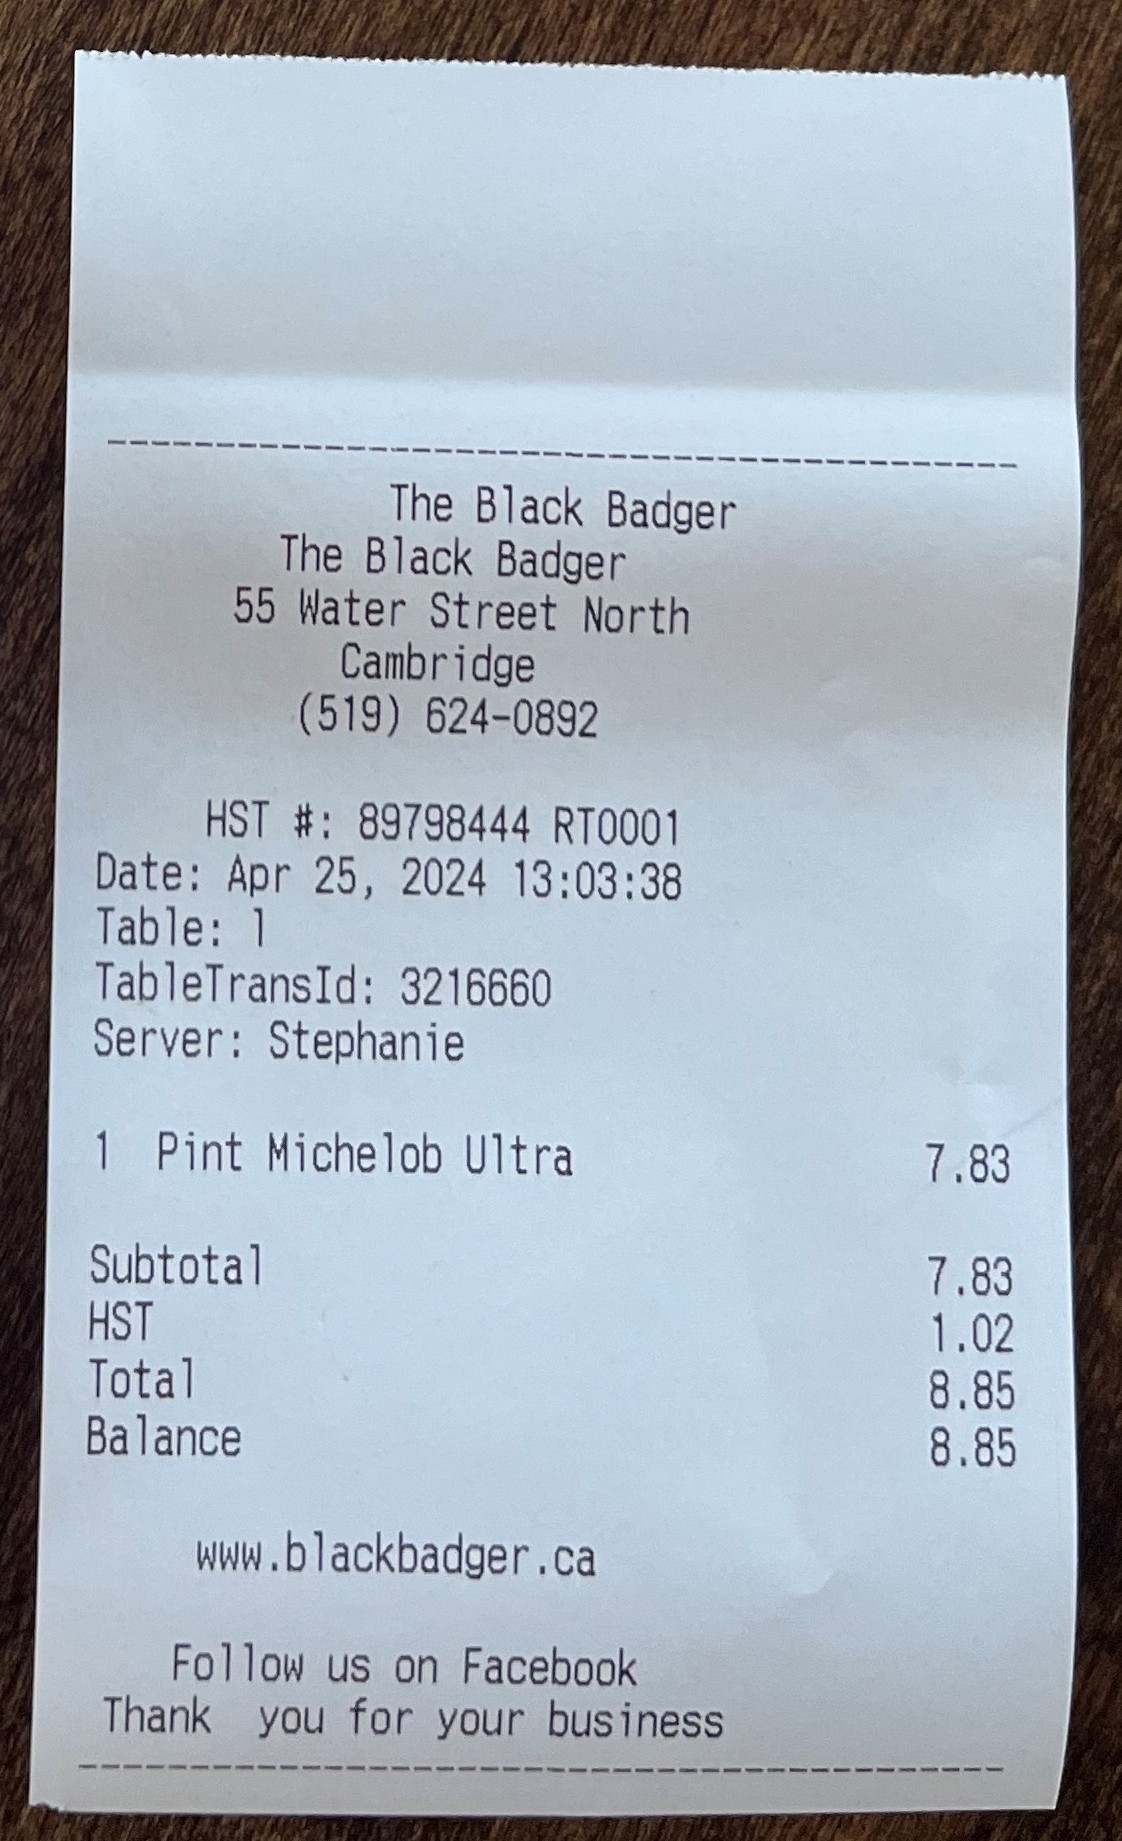 The Black Badger
The Black Badger
55 Water Street North
Cambridge
(519) 624-0892
HST #: 89798444 RT0001
Date: Apr 25, 2024 13:03:38
Table: 1
TableTransId: 3216660
Server: Stephanie
1 Pint Michelob Ultra 7.83
Subtotal 7.83
HST 1.02
Total 8.85
Balance 8.85
www.blackbadger.ca
Follow us on Facebook
Thank you for your business